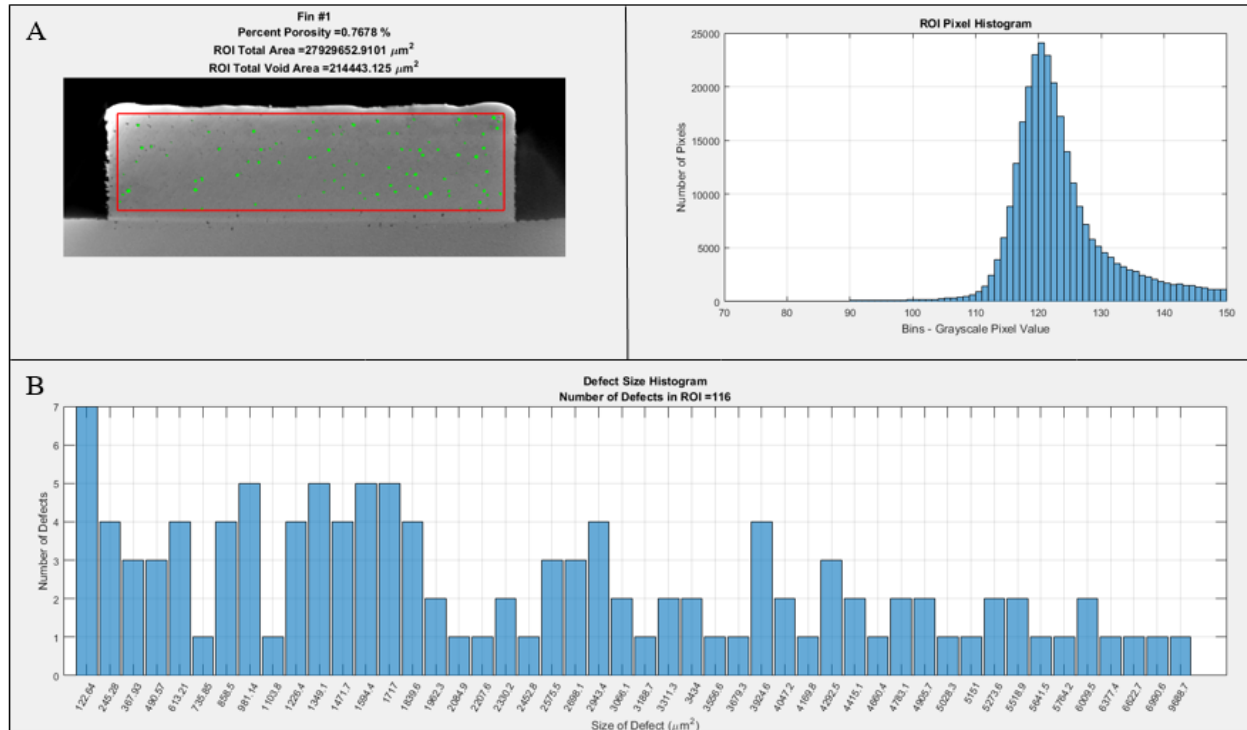 A
Fin #1
Percent Porosity =0.7678 %
ROI Total Area =27929652.9101 μm²
ROI Total Void Area =214443.125 μm²
ROI Pixel Histogram
25000
20000
15000
10000
5000
0
Number of Pixels
70 80 90 100 110 120 130 140 150
Bins - Grayscale Pixel Value
B
Defect Size Histogram
Number of Defects in ROI =116
7
6
5
4
3
2
1
0
Number of Defects
122.64 245.28 367.93 490.57 613.21 735.85 858.5 981.14 1103.8 1226.4 1349.1 1471.7 1594.4 1717 1839.6 1962.3 2084.9 2207.6 2330.2 2452.8 2575.5 2698.1 2943.4 3066.1 3188.7 3311.3 3434 3556.6 3679.3 3924.6 4047.2 4169.8 4292.5 4415.1 4660.4 4783.1 4905.7 5028.3 5151 5273.6 5518.9 5641.5 5764.2 6009.5 6377.4 6622.7 6990.6 9688.7
Size of Defect (μm²)